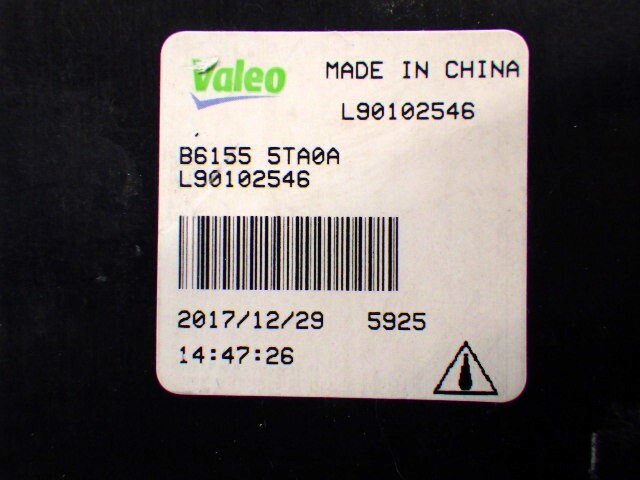 Valeo
MADE IN CHINA
L90102546
B6155 5TA0A
L90102546
2017/12/29 5925
14:47:26